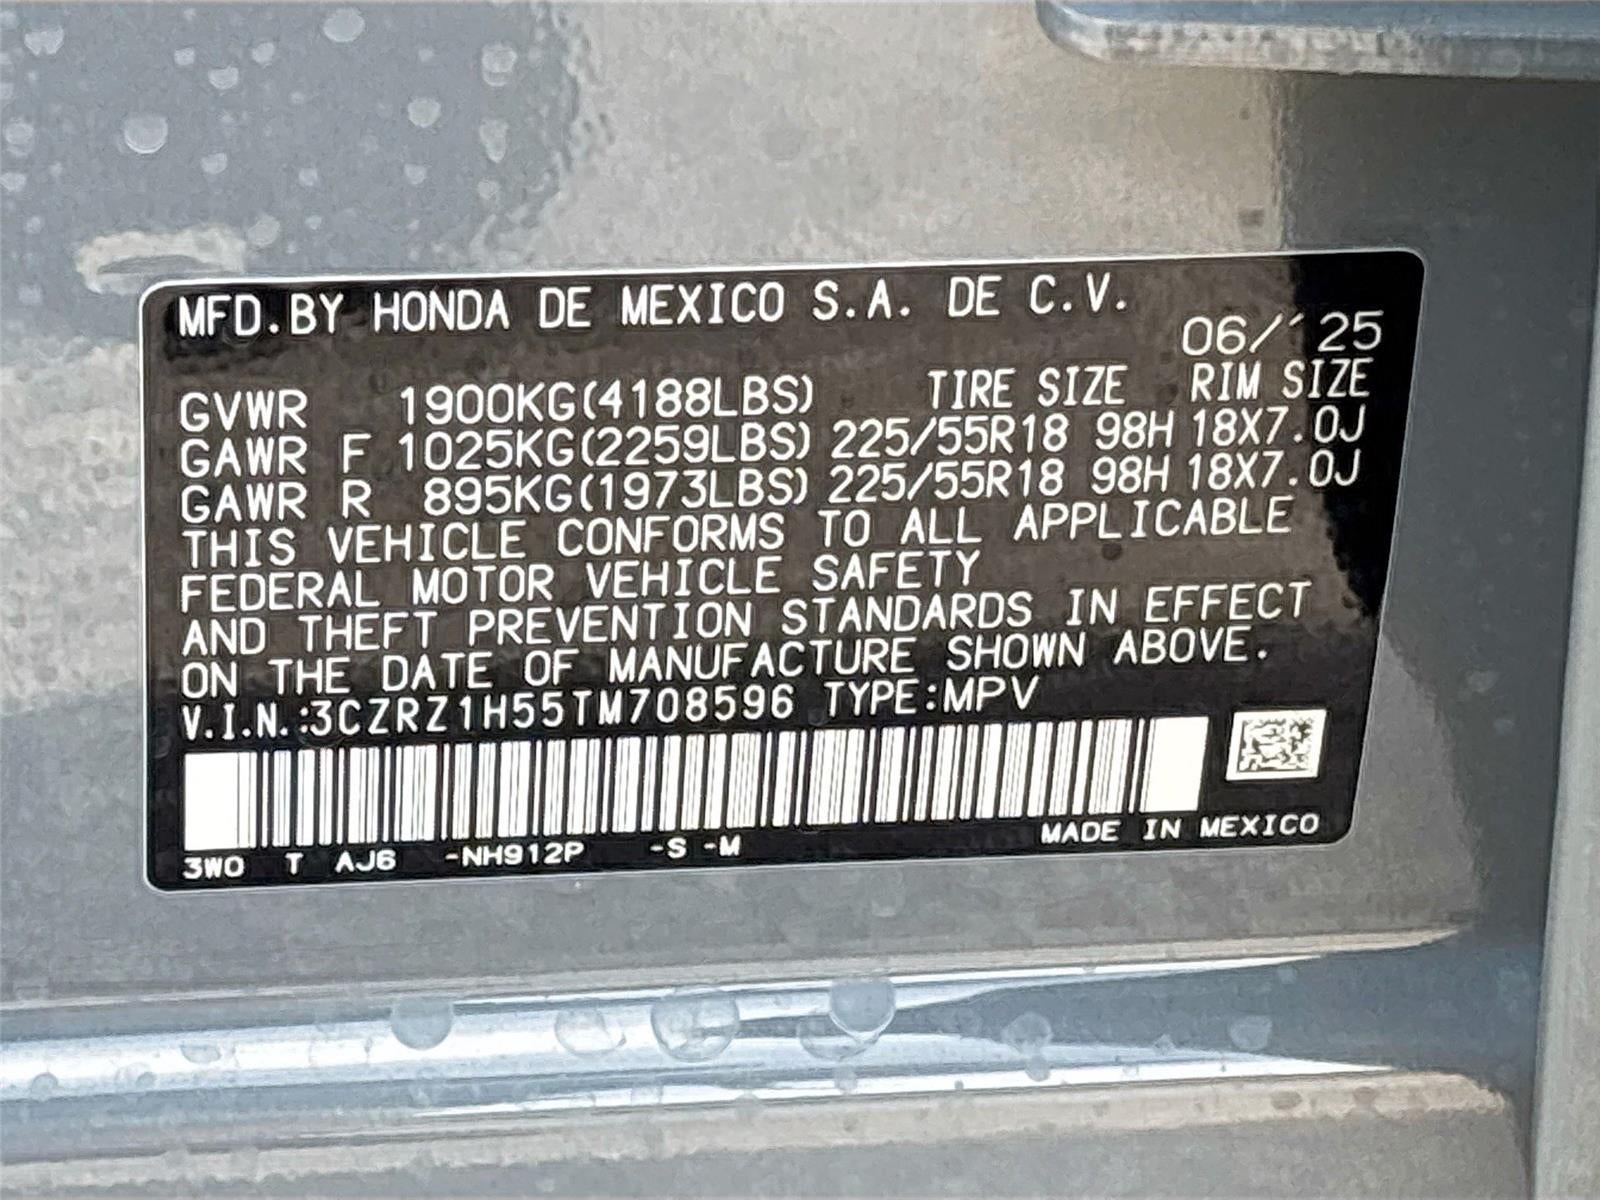 MFD.BY HONDA DE MEXICO S.A. DE C.V.
06/'25
GVWR 1900KG(4188LBS) TIRE SIZE RIM SIZE
GAWR F 1025KG(2259LBS) 225/55R18 98H 18X7.0J
GAWR R 895KG(1973LBS) 225/55R18 98H 18X7.0J
THIS VEHICLE CONFORMS TO ALL APPLICABLE
FEDERAL MOTOR VEHICLE SAFETY
AND THEFT PREVENTION STANDARDS IN EFFECT
ON THE DATE OF MANUFACTURE SHOWN ABOVE.
V.I.N.:3CZRZ1H55TM708596 TYPE:MPV
3W0 T AJ6 -NH912P -S -M MADE IN MEXICO